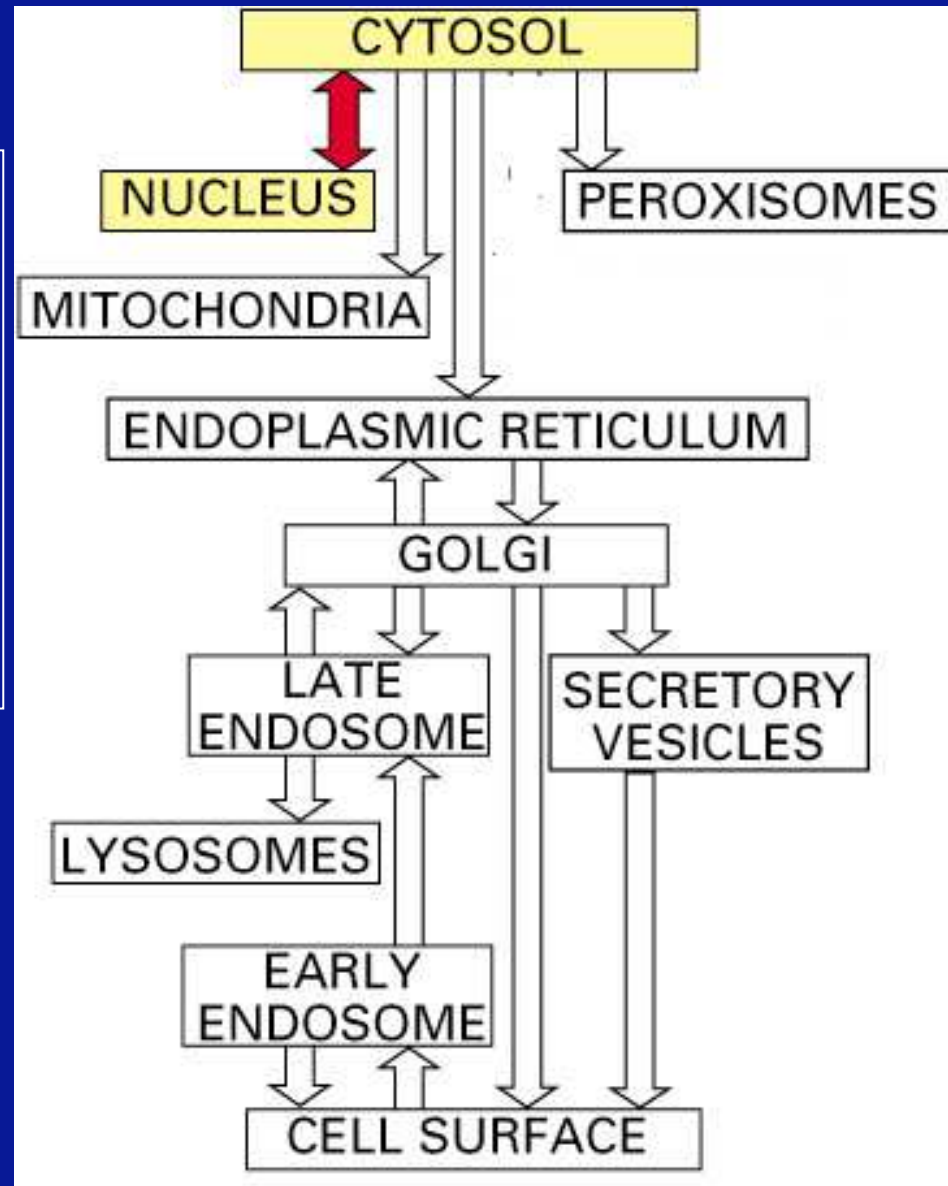 CYTOSOL
NUCLEUS
PEROXISOMES
MITOCHONDRIA
ENDOPLASMIC RETICULUM
GOLGI
LATE
ENDOSOME
SECRETORY
VESICLES
LYSOSOMES
EARLY
ENDOSOME
CELL SURFACE